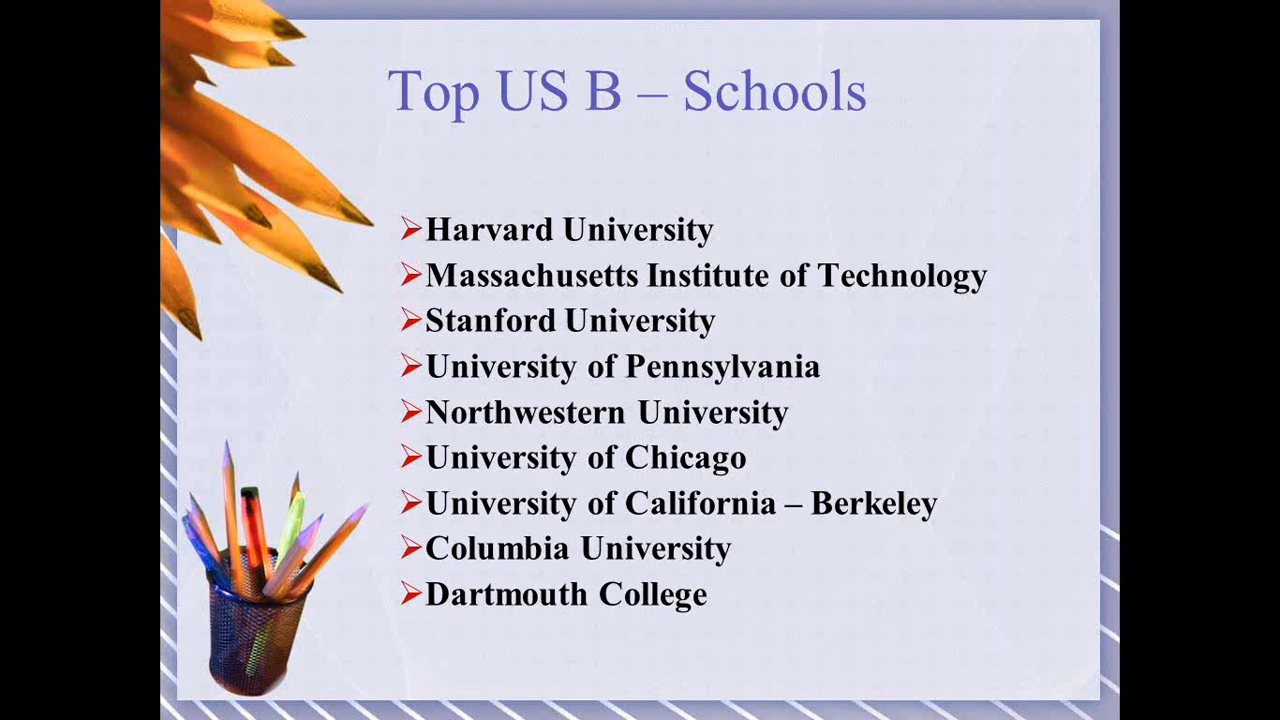 Top US B – Schools
Harvard University
Massachusetts Institute of Technology
Stanford University
University of Pennsylvania
Northwestern University
University of Chicago
University of California – Berkeley
Columbia University
Dartmouth College